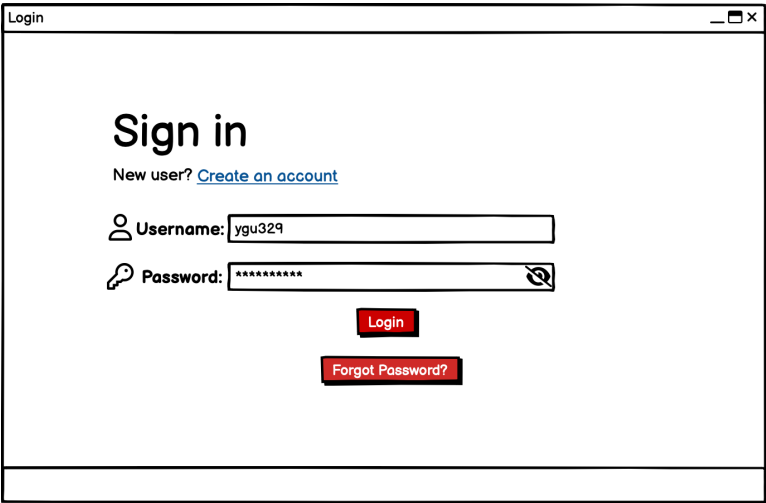 Login
Sign in
New user? Create an account
Username: ygu329
Password: **********
Login
Forgot Password?